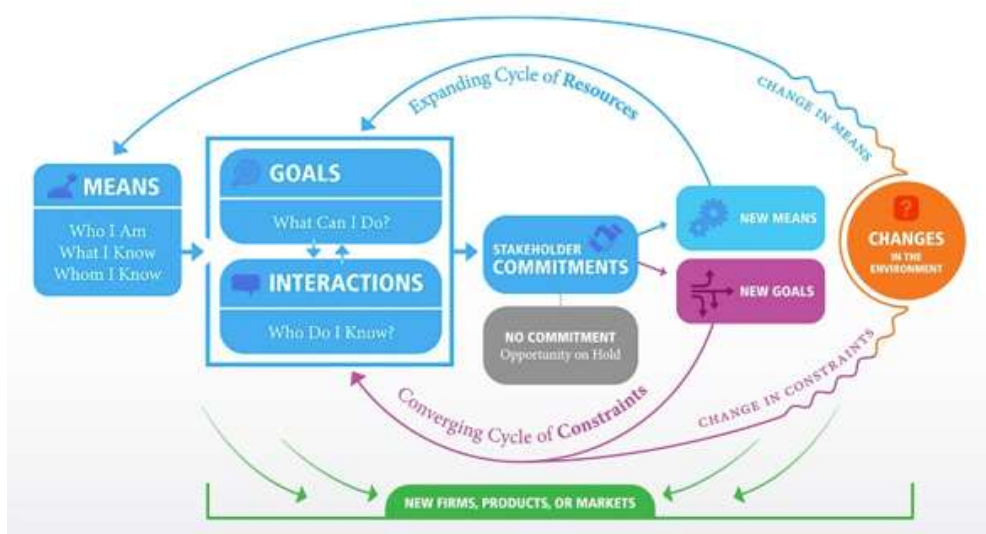 CHANGE IN MEANS
Expanding Cycle of Resources
MEANS
Who I Am
What I Know
Whom I Know
GOALS
What Can I Do?
INTERACTIONS
Who Do I Know?
STAKEHOLDER
COMMITMENTS
NO COMMITMENT
Opportunity on Hold
NEW MEANS
NEW GOALS
?
CHANGES
IN THE
ENVIRONMENT
Converging Cycle of Constraints
CHANGE IN CONSTRAINTS
NEW FIRMS, PRODUCTS, OR MARKETS